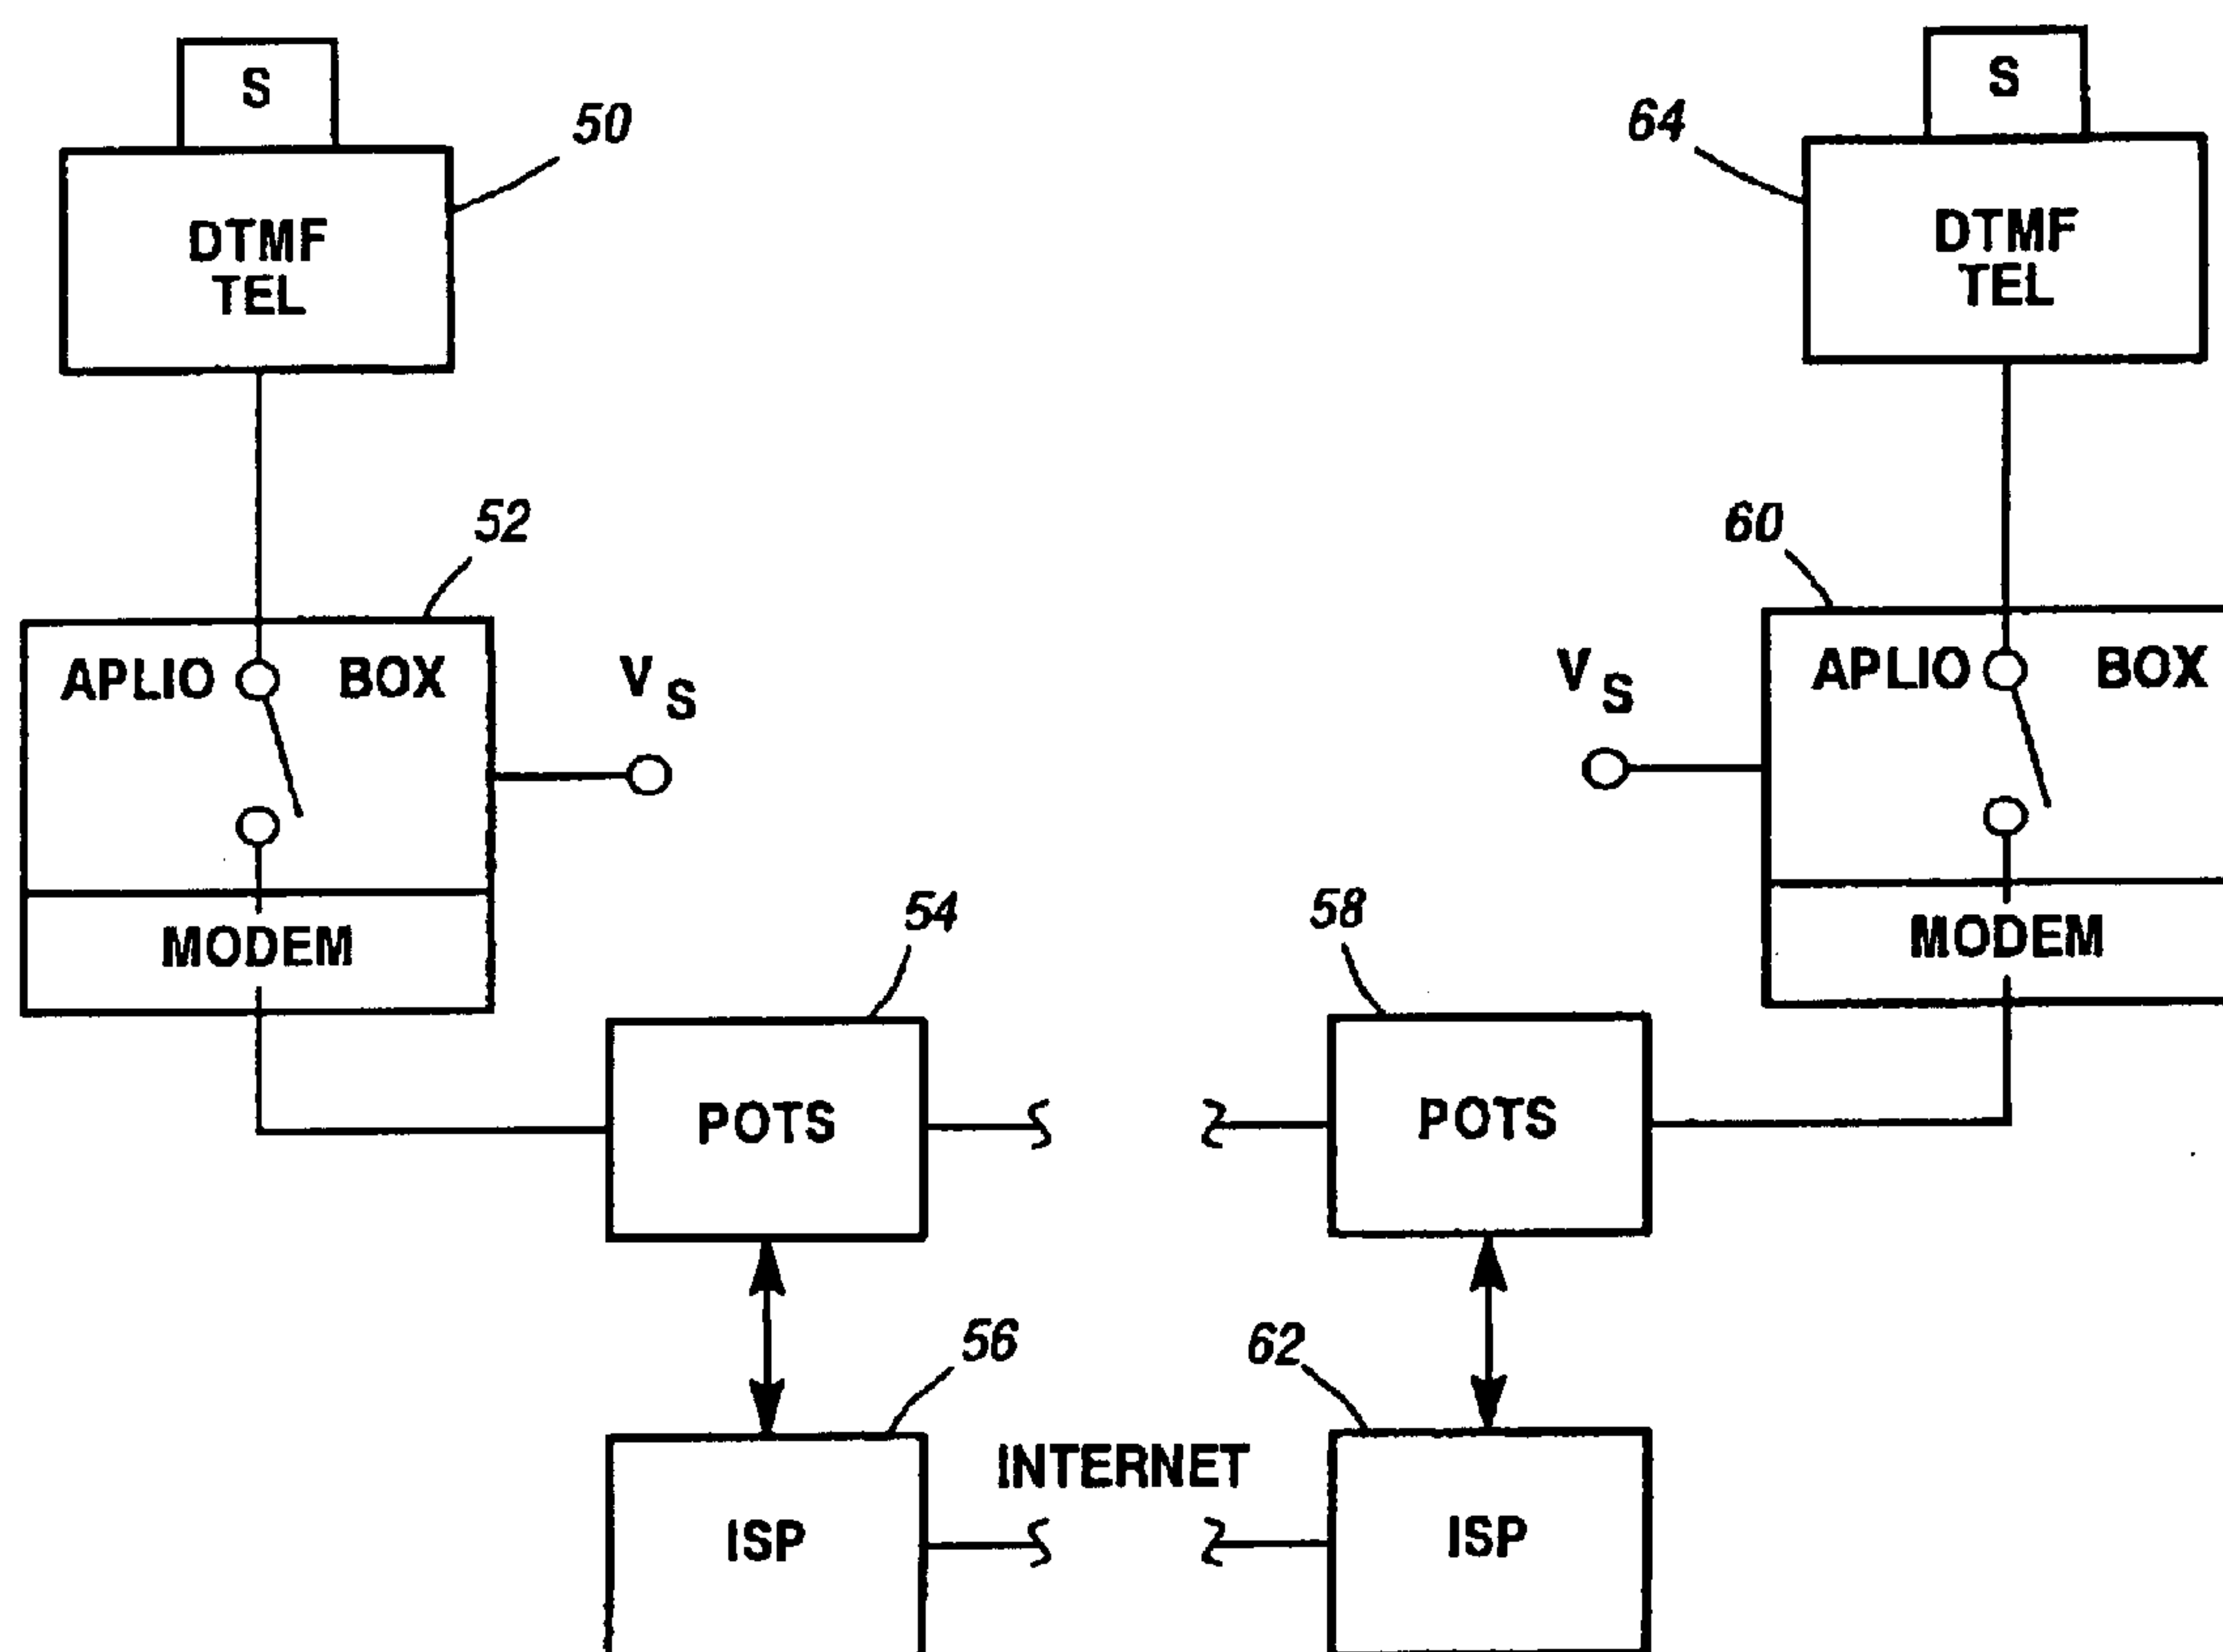 S
50
DTMF
TEL
S
64
DTMF
TEL
52
APLIO BOX
V S
MODEM
60
V S
APLIO BOX
MODEM
54
POTS
58
POTS
56
ISP
INTERNET
62
ISP